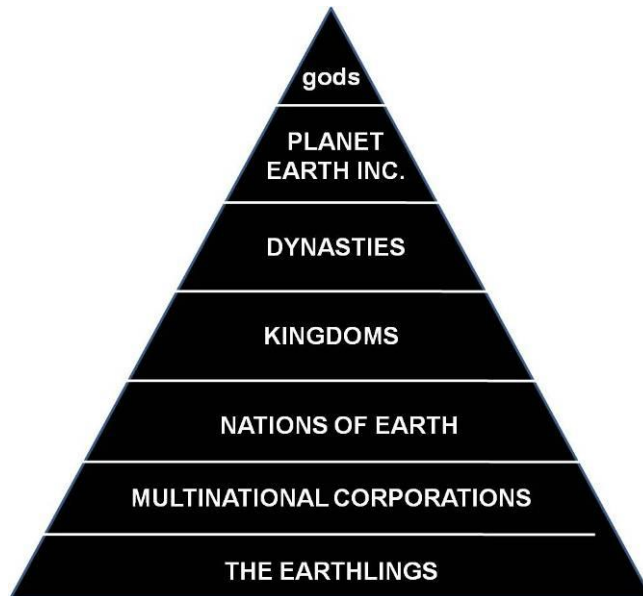 gods
PLANET
EARTH INC.
DYNASTIES
KINGDOMS
NATIONS OF EARTH
MULTINATIONAL CORPORATIONS
THE EARTHLINGS